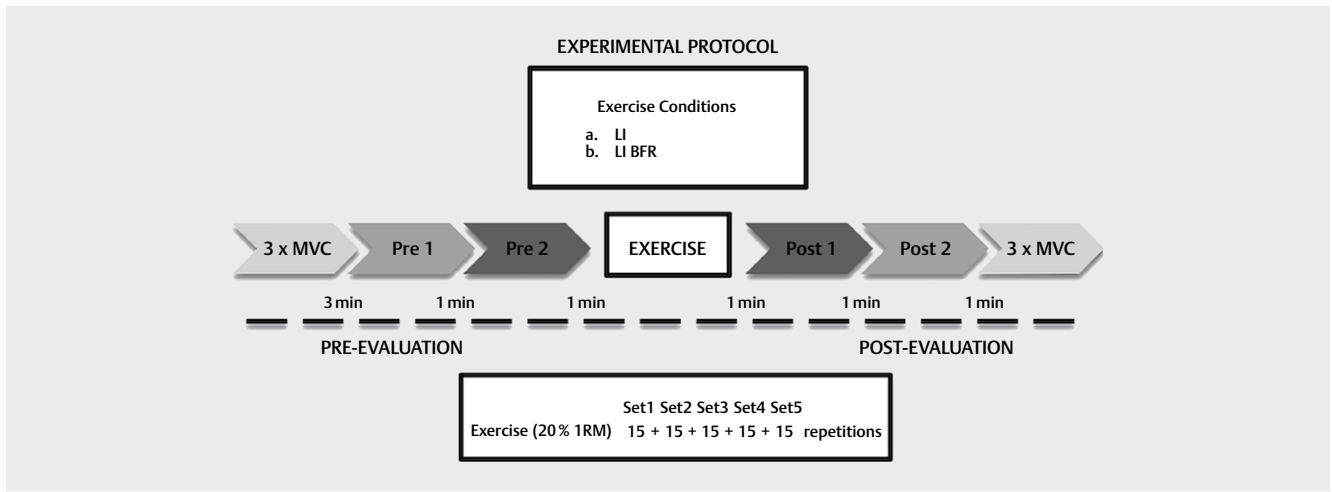 EXPERIMENTAL PROTOCOL
Exercise Conditions
a. LI
b. LI BFR
3 x MVC Pre 1 Pre 2 EXERCISE Post 1 Post 2 3 x MVC
3 min 1 min 1 min 1 min 1 min 1 min
PRE-EVALUATION POST-EVALUATION
Set1 Set2 Set3 Set4 Set5
Exercise (20 % 1RM) 15 + 15 + 15 + 15 + 15 repetitions